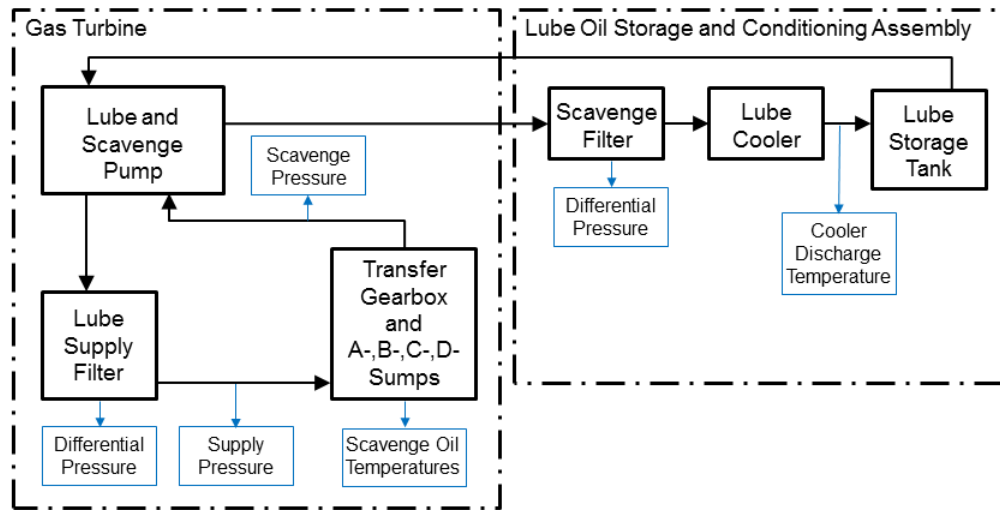 Gas Turbine
Lube and
Scavenge
Pump
Scavenge
Pressure
Lube
Supply
Filter
Transfer
Gearbox
and
A-,B-,C-,D-
Sumps
Differential
Pressure
Supply
Pressure
Scavenge Oil
Temperatures
Lube Oil Storage and Conditioning Assembly
Scavenge
Filter
Lube
Cooler
Lube
Storage
Tank
Differential
Pressure
Cooler
Discharge
Temperature